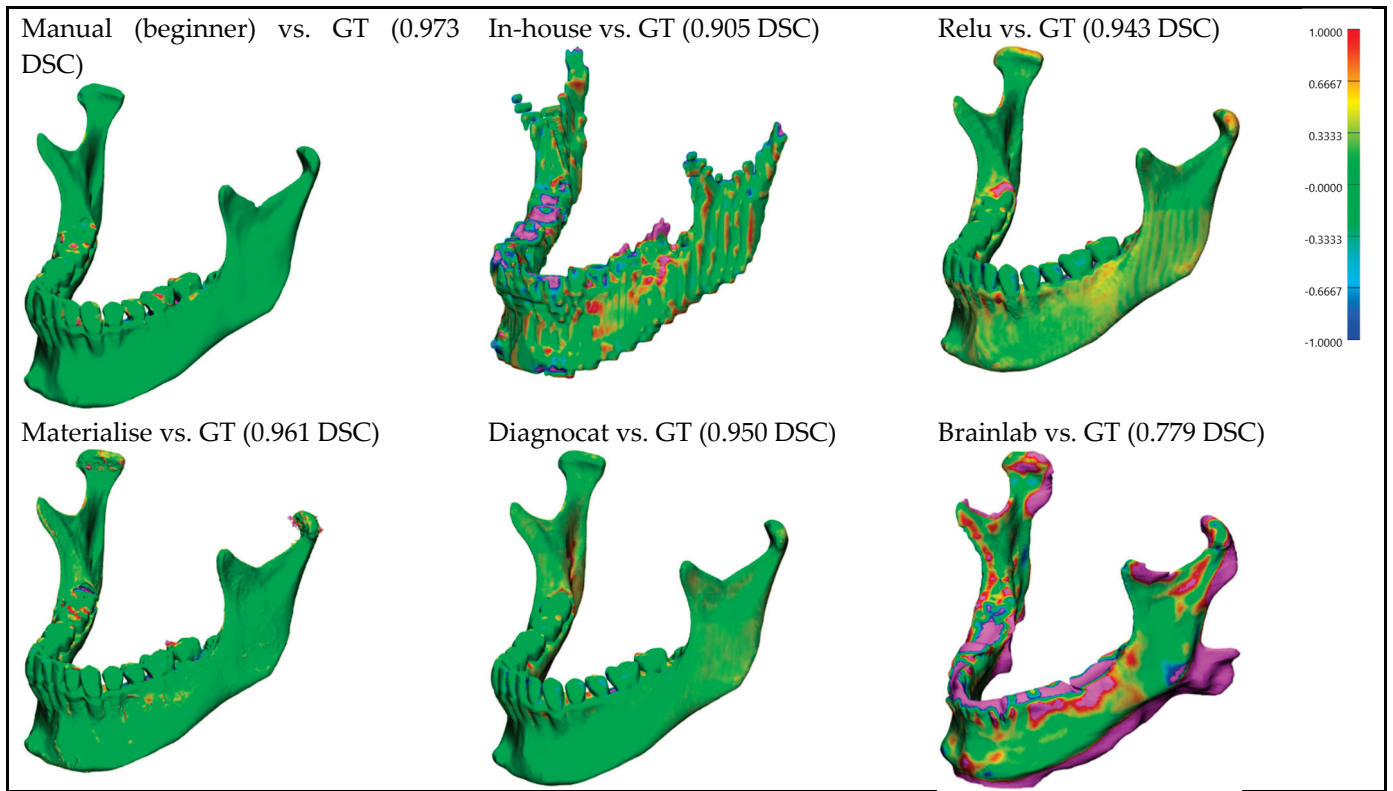 Manual (beginner) vs. GT (0.973
DSC)
In-house vs. GT (0.905 DSC)
Relu vs. GT (0.943 DSC)
1.0000
0.6667
0.3333
-0.0000
-0.3333
-0.6667
-1.0000
Materialise vs. GT (0.961 DSC)
Diagnocat vs. GT (0.950 DSC)
Brainlab vs. GT (0.779 DSC)